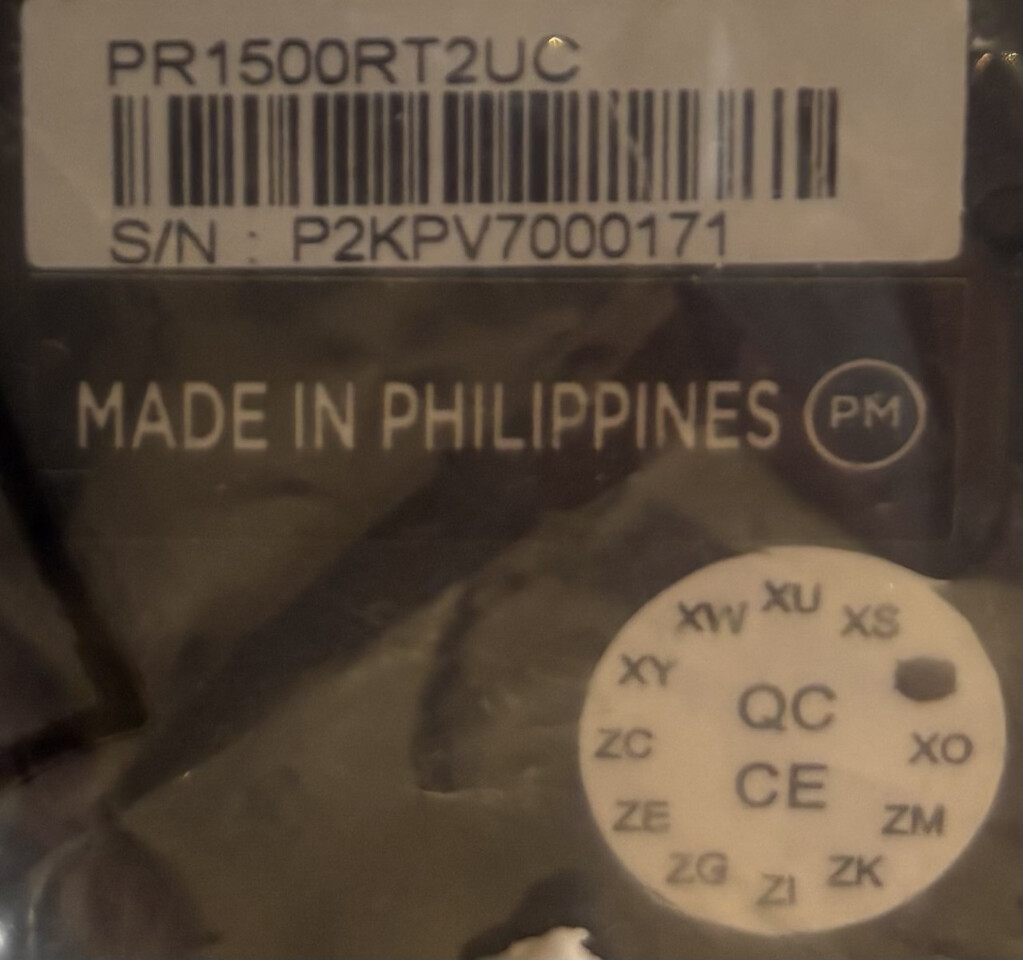 PR1500RT2UC
S/N : P2KPV7000171
MADE IN PHILIPPINES PM
XU
XW XS
XY
QC
ZC XO
CE
ZE ZM
ZG ZK
ZI